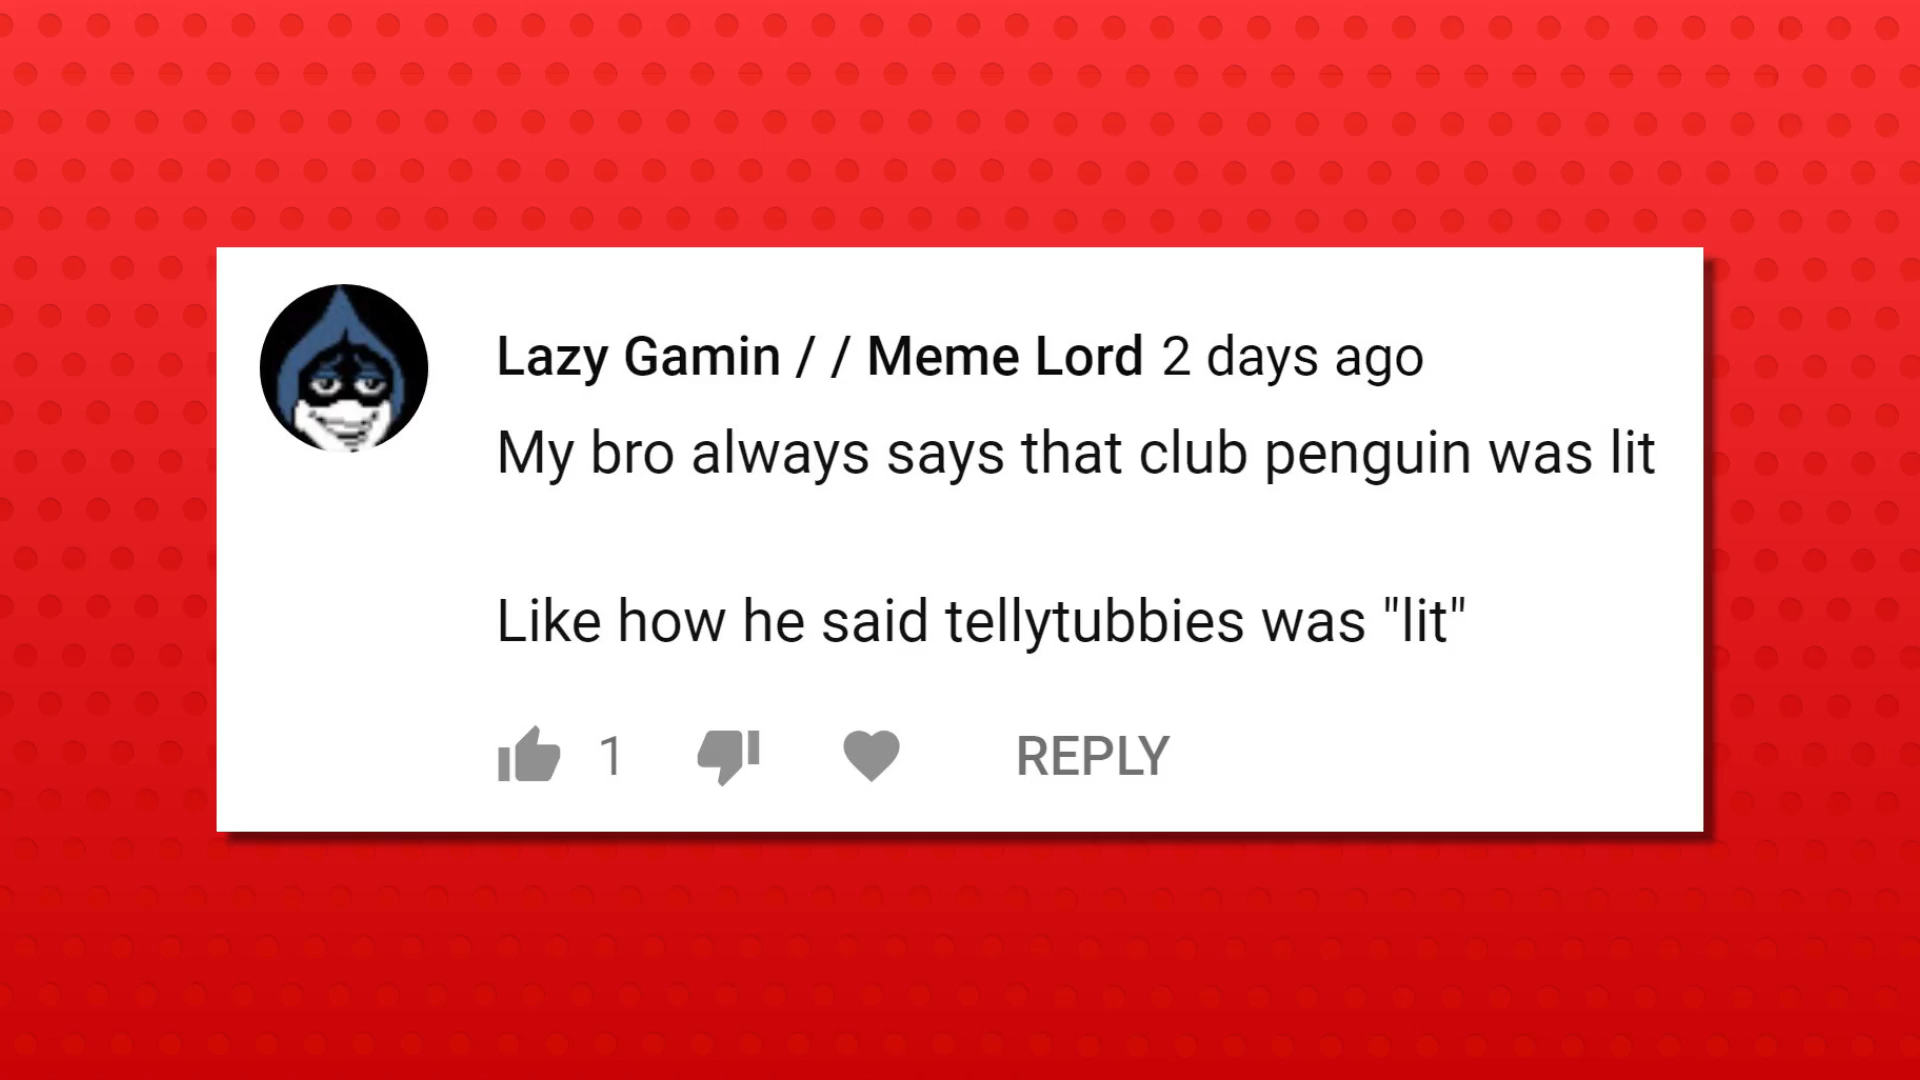 Lazy Gamin / / Meme Lord 2 days ago
My bro always says that club penguin was lit
Like how he said tellytubbies was "lit"
1 REPLY